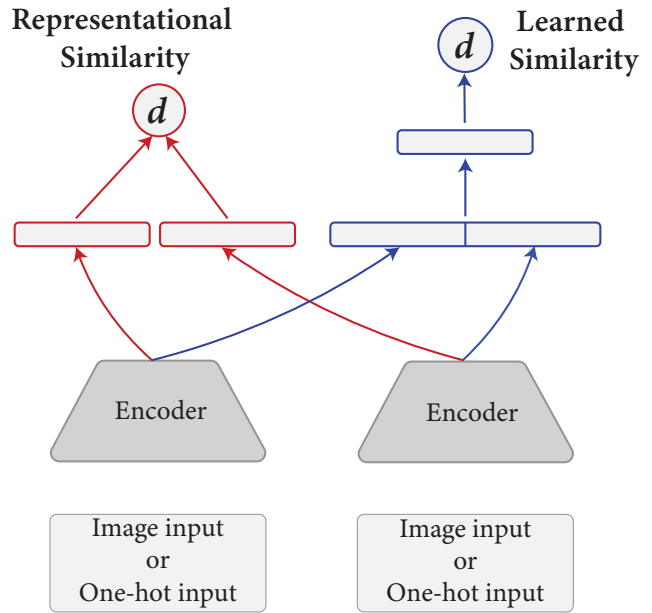 Representational
Similarity
Learned
Similarity
d
d
Encoder
Encoder
Image input
or
One-hot input
Image input
or
One-hot input